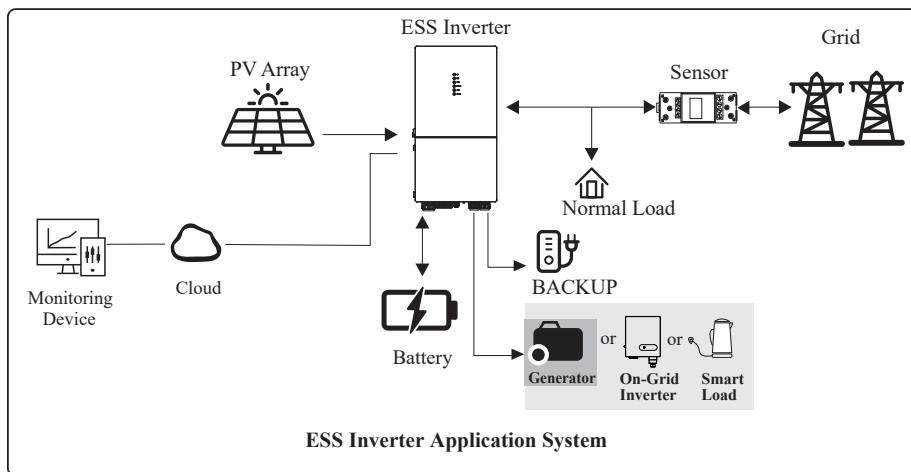 ESS Inverter
Grid
PV Array
Sensor
Normal Load
BACKUP
Cloud
Monitoring
Device
Battery
or
or
Generator
On-Grid
Inverter
Smart
Load
ESS Inverter Application System